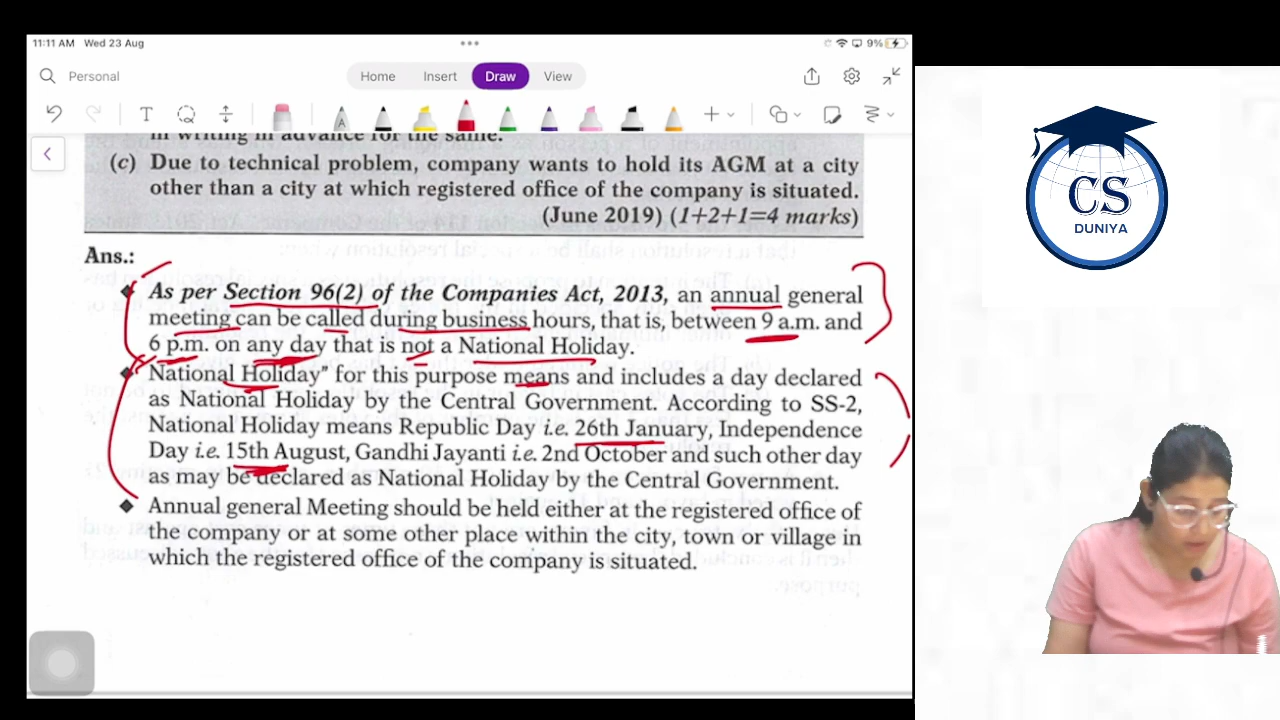 11:11 AM Wed 23 Aug
9%
Personal
Home Insert Draw View
in writing in advance for the same.
(c) Due to technical problem, company wants to hold its AGM at a city
other than a city at which registered office of the company is situated.
(June 2019) (1+2+1=4 marks)
Ans.:
As per Section 96(2) of the Companies Act, 2013, an annual general
meeting can be called during business hours, that is, between 9 a.m. and
6 p.m. on any day that is not a National Holiday.
National Holiday" for this purpose means and includes a day declared
as National Holiday by the Central Government. According to SS-2,
National Holiday means Republic Day i.e. 26th January, Independence
Day i.e. 15th August, Gandhi Jayanti i.e. 2nd October and such other day
as may be declared as National Holiday by the Central Government.
Annual general Meeting should be held either at the registered office of
the company or at some other place within the city, town or village in
which the registered office of the company is situated.
CS
DUNIYA